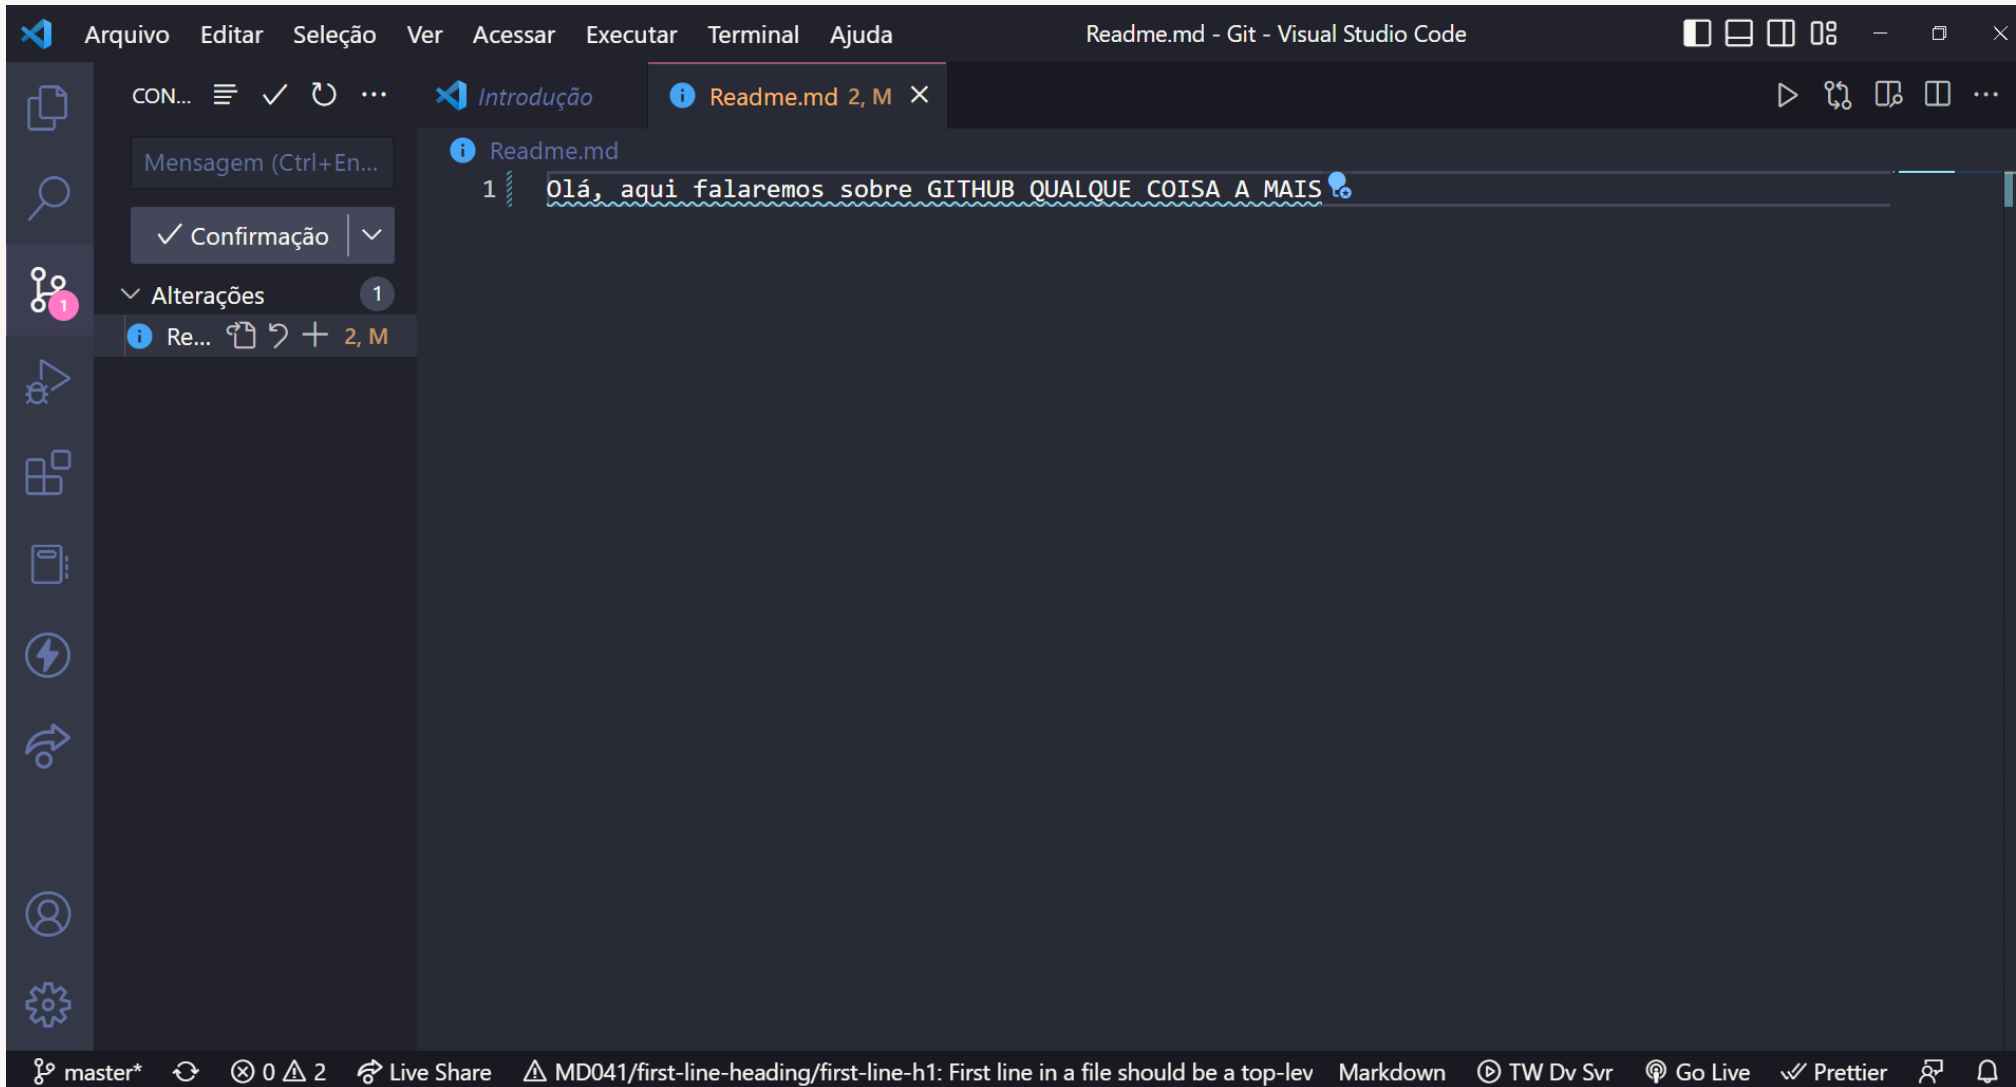 Arquivo Editar Seleção Ver Acessar Executar Terminal Ajuda Readme.md - Git - Visual Studio Code
CON...
Introdução
Readme.md 2, M
Mensagem (Ctrl+En...
Readme.md
1 Olá, aqui falaremos sobre GITHUB QUALQUE COISA A MAIS
Confirmação
Alterações 1
1
Re... 2, M
master* 0 2 Live Share MD041/first-line-heading/first-line-h1: First line in a file should be a top-lev Markdown TW Dv Svr Go Live Prettier